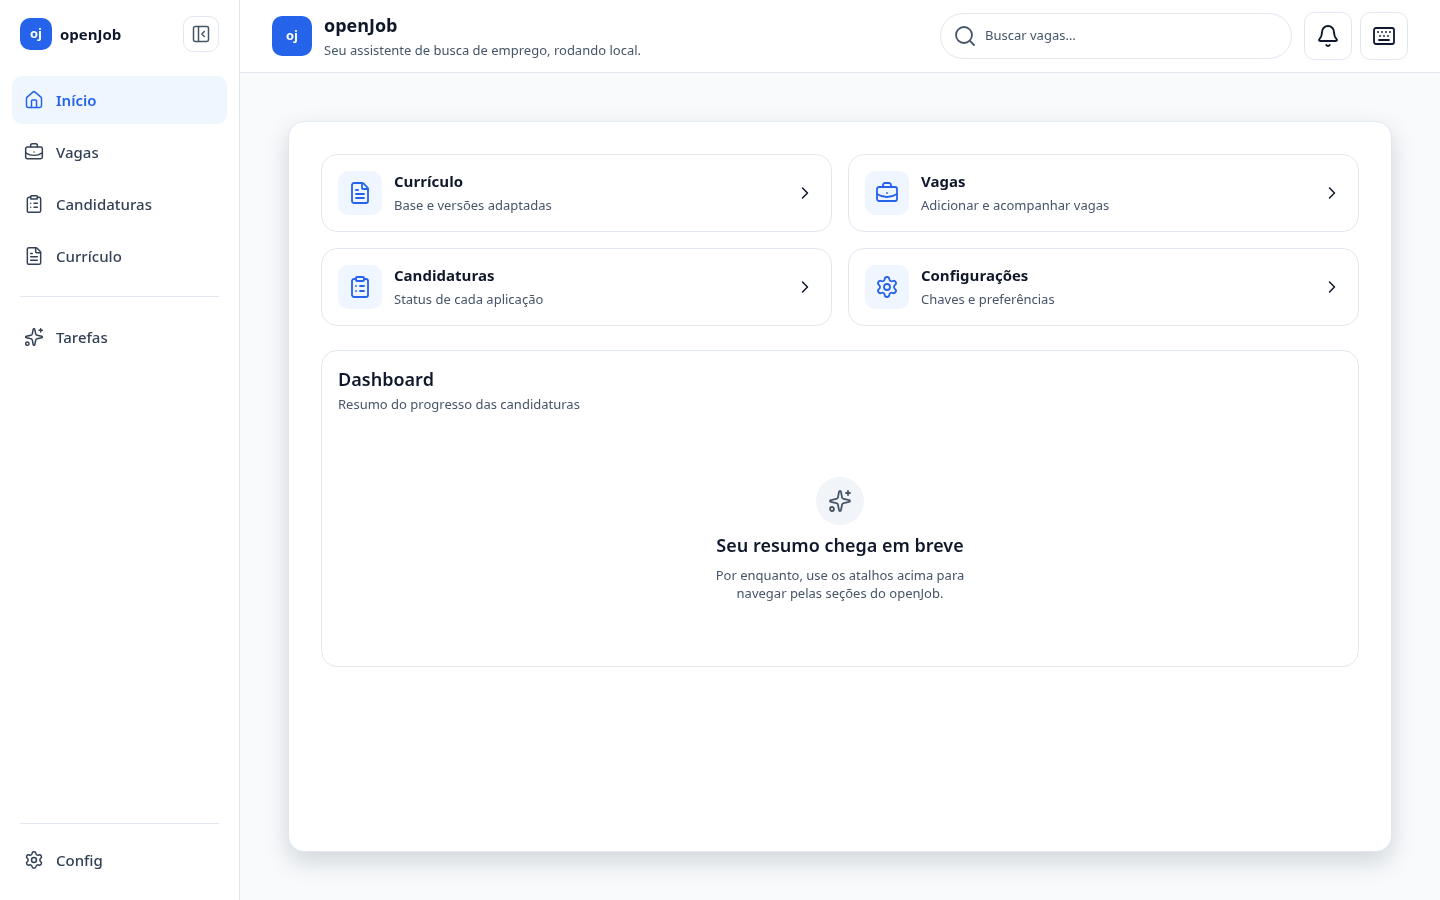 oj openJob
Início
Vagas
Candidaturas
Currículo
Tarefas
Config
oj
openJob
Seu assistente de busca de emprego, rodando local.
Buscar vagas...
Currículo
Base e versões adaptadas
Vagas
Adicionar e acompanhar vagas
Candidaturas
Status de cada aplicação
Configurações
Chaves e preferências
Dashboard
Resumo do progresso das candidaturas
Seu resumo chega em breve
Por enquanto, use os atalhos acima para
navegar pelas seções do openJob.